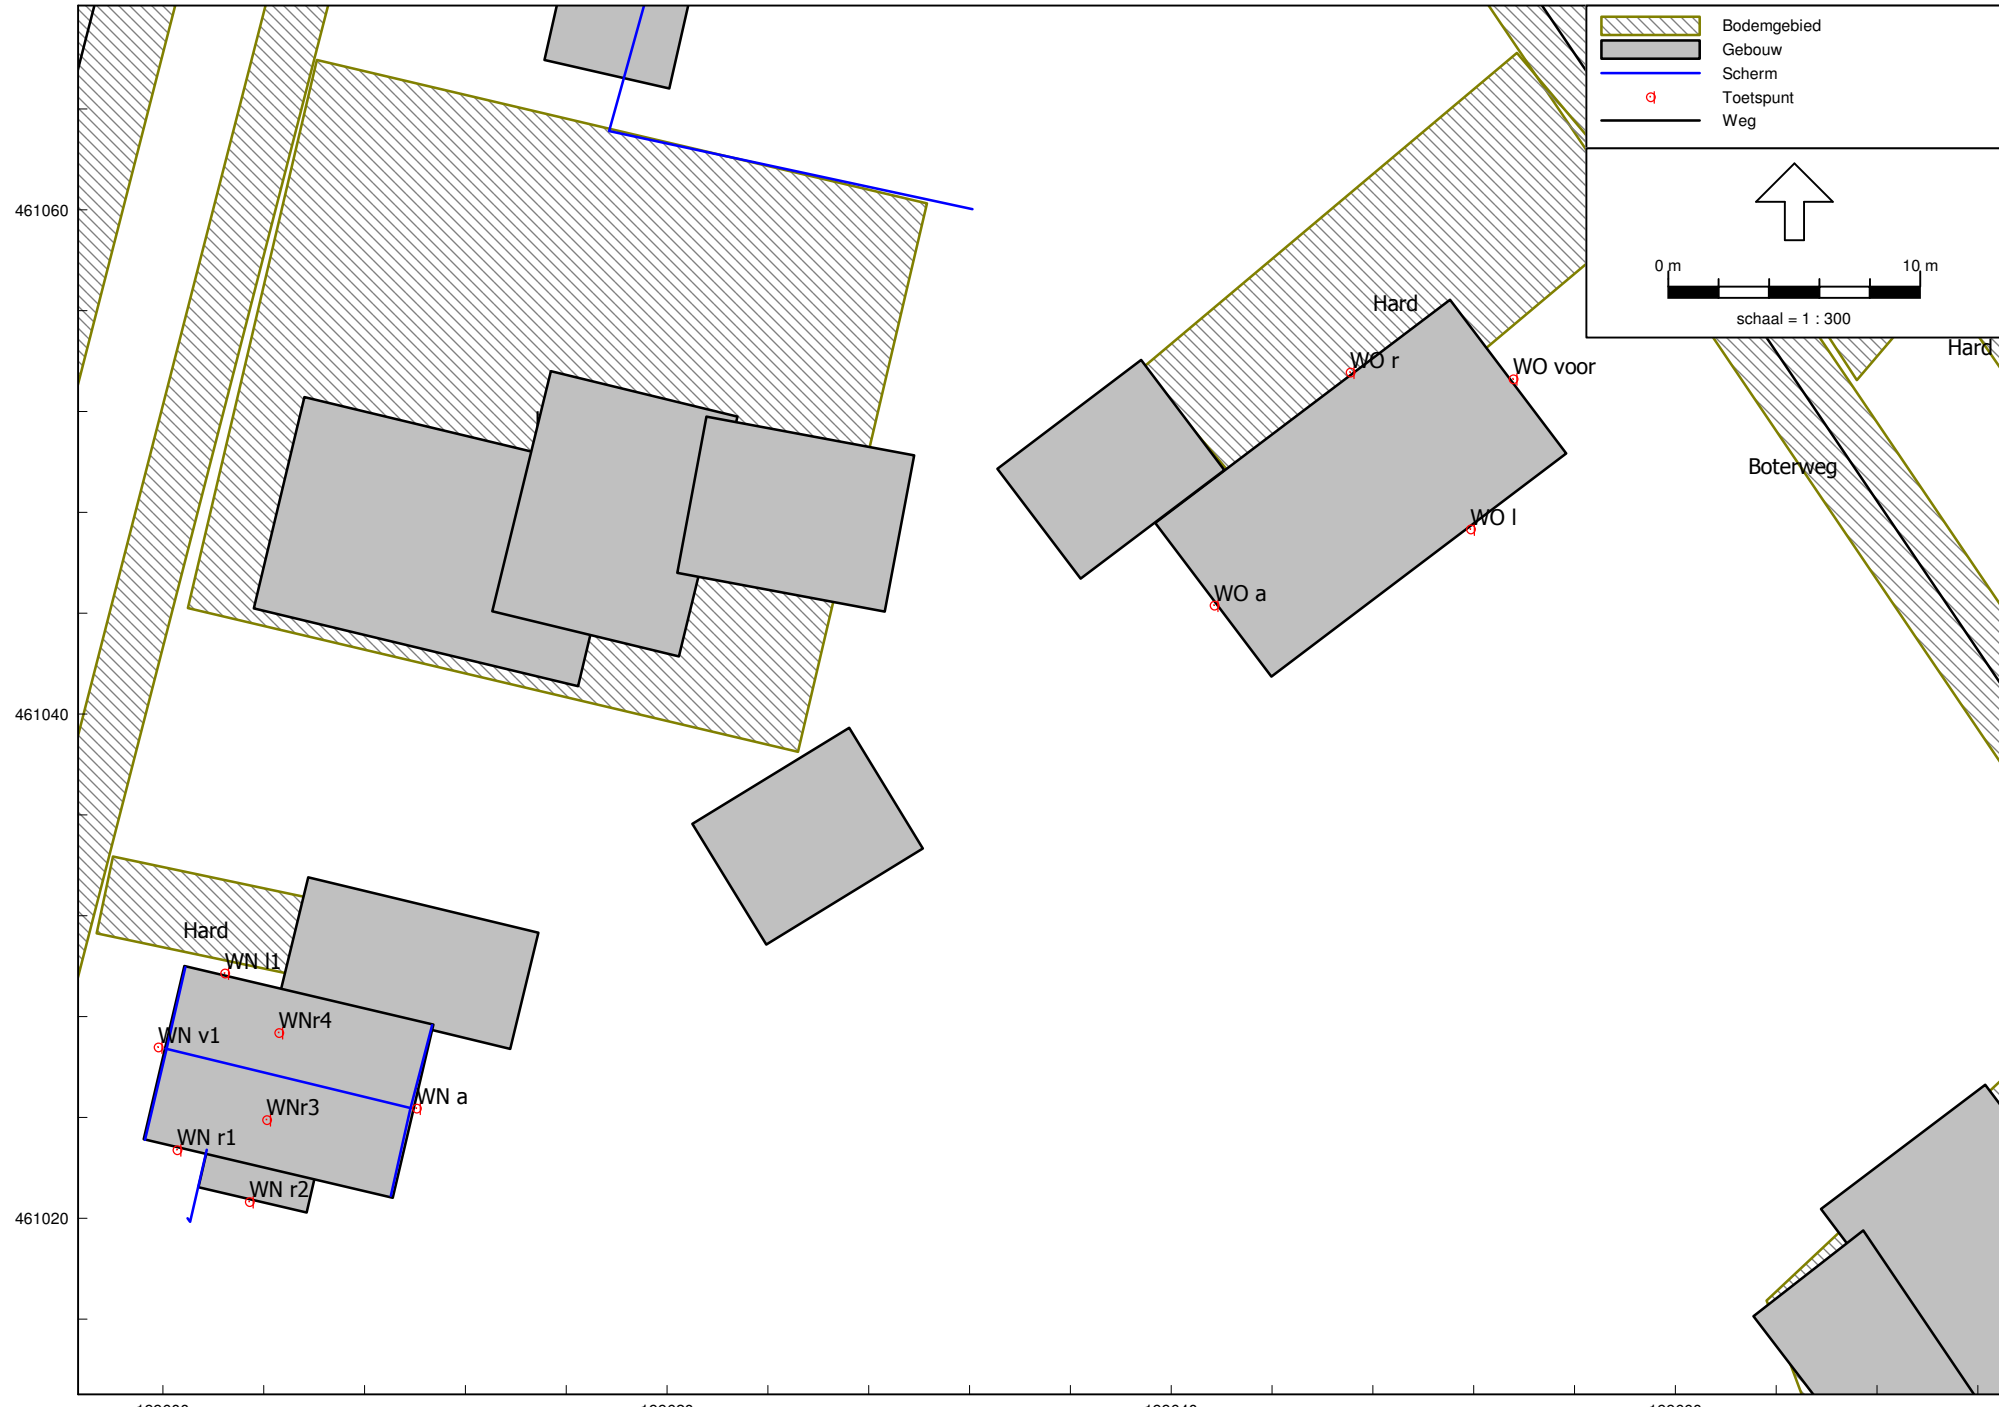 Bodemgebied
Gebouw
Scherm
Toetspunt
Weg
0 m 10 m
schaal = 1 : 300
461060
461040
461020
Hard
WO r
WO voor
Hard
Boterweg
WO l
WO a
Hard
WN l1
WNr4
WN v1
WN a
WNr3
WN r1
WN r2